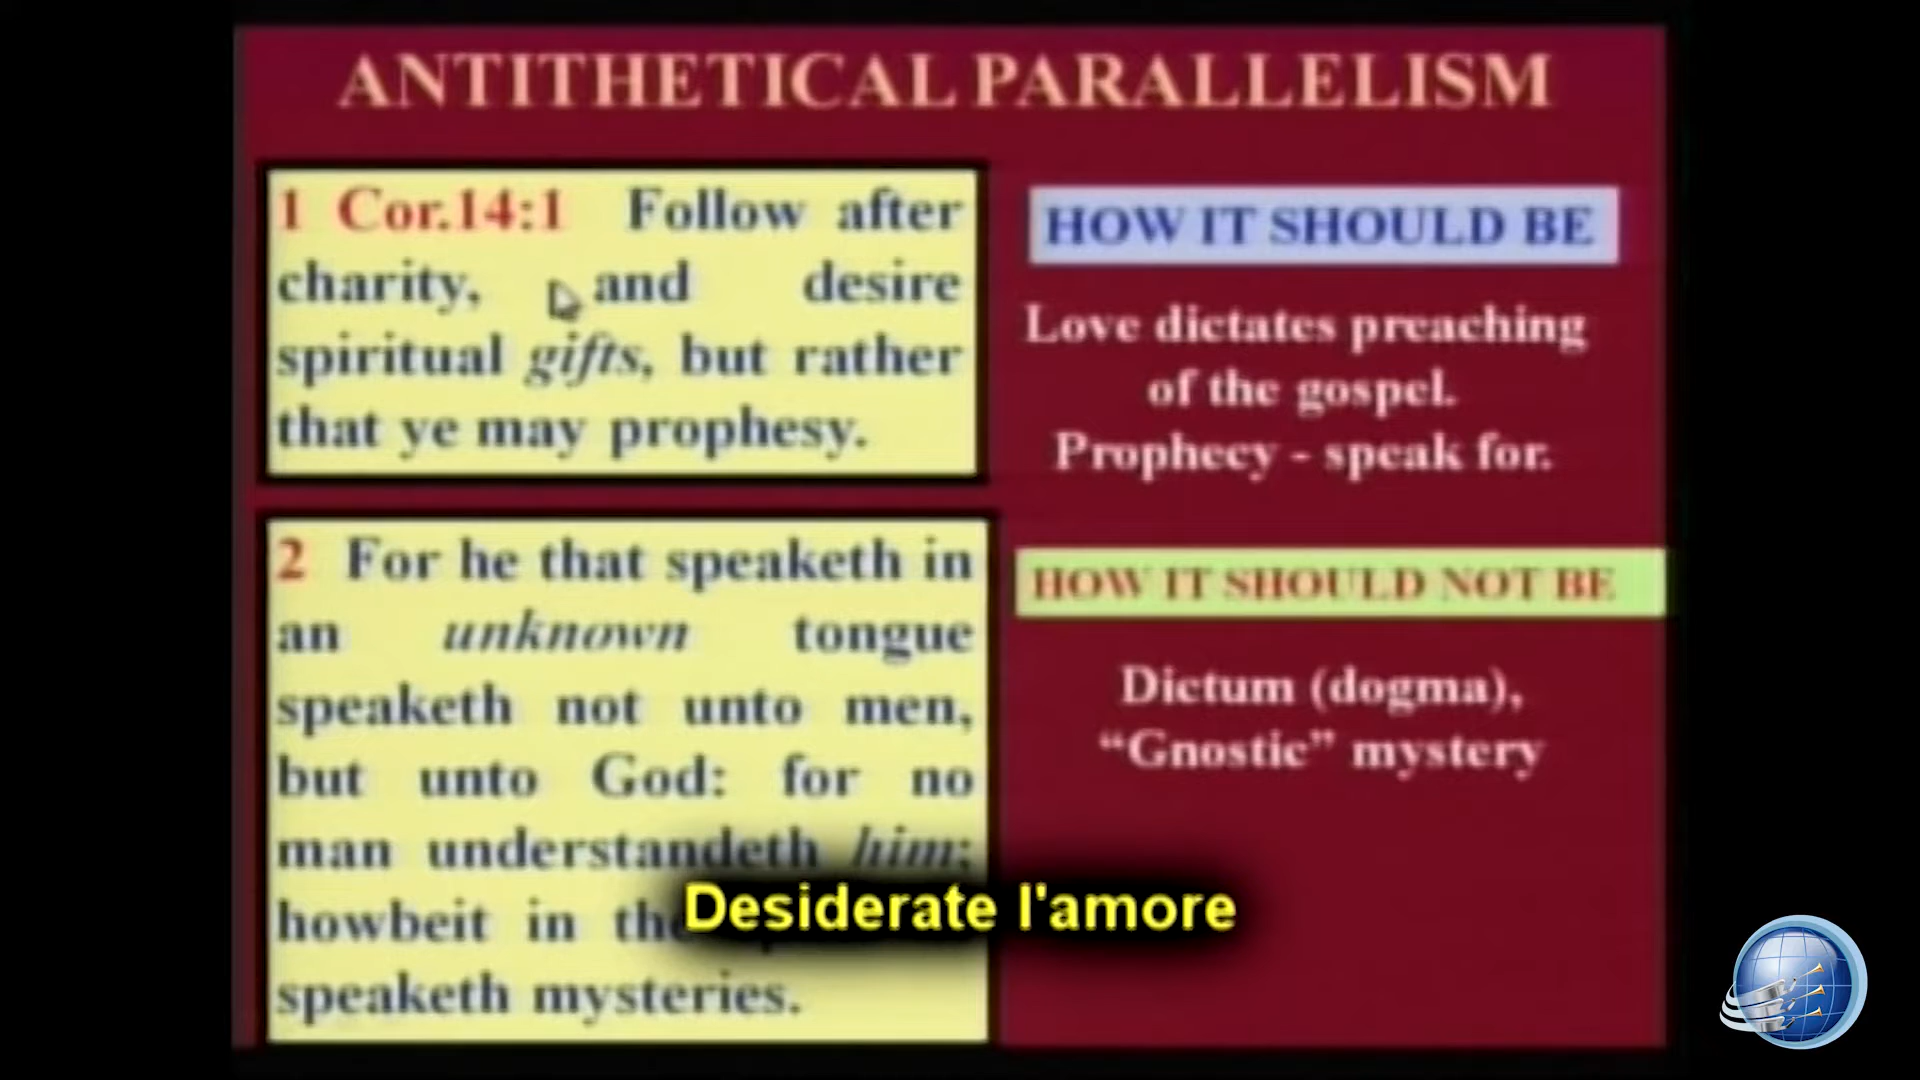 ANTITHETICAL PARALLELISM
1 Cor.14:1 Follow after
charity, and desire
spiritual gifts, but rather
that ye may prophesy.
HOW IT SHOULD BE
Love dictates preaching
of the gospel.
Prophecy - speak for.
2 For he that speaketh in
an unknown tongue
speaketh not unto men,
but unto God: for no
man understandeth him;
howbeit in the
speaketh mysteries.
HOW IT SHOULD NOT BE
Dictum (dogma),
“Gnostic” mystery
Desiderate l'amore